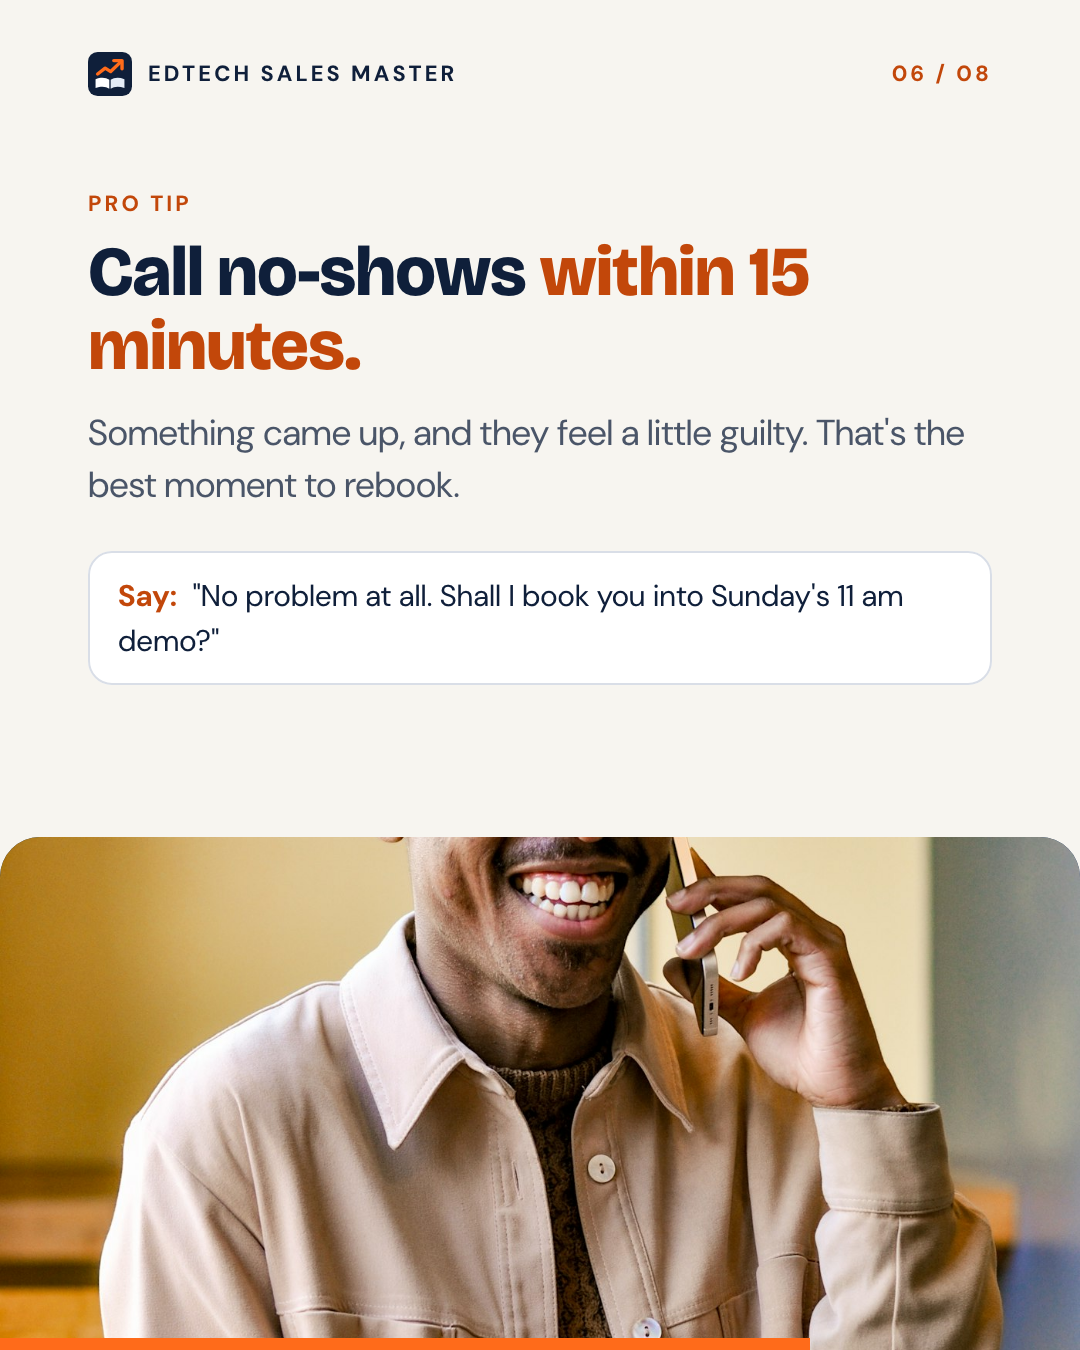 EDTECH SALES MASTER
06 / 08
PRO TIP
Call no-shows within 15
minutes.
Something came up, and they feel a little guilty. That's the
best moment to rebook.
Say: "No problem at all. Shall I book you into Sunday's 11 am
demo?"